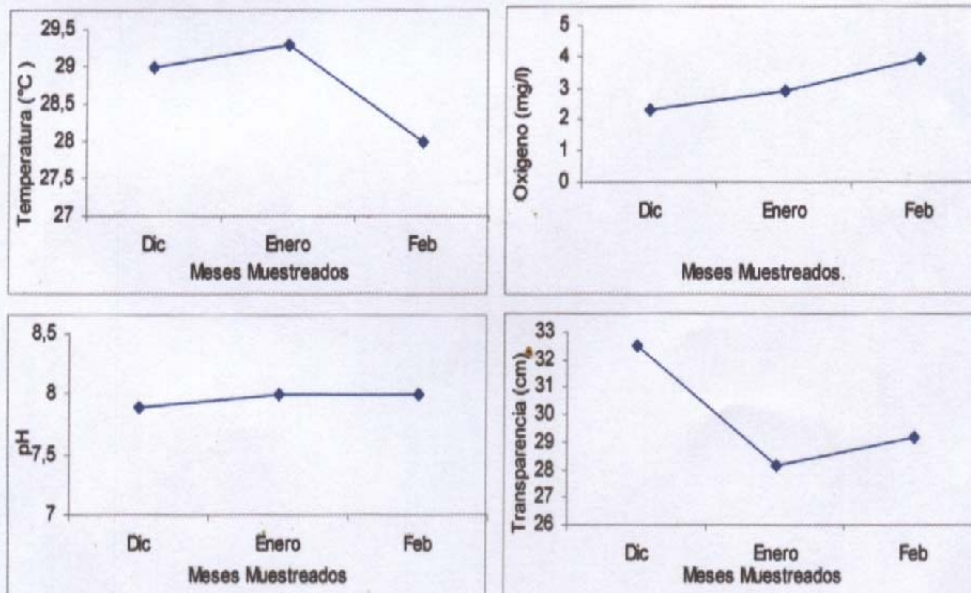 Temperatura (°C)
29,5
29
28,5
28
27,5
27
Dic Enero Feb
Meses Muestreados
Oxigeno (mg/l)
5
4
3
2
1
0
Dic Enero Feb
Meses Muestreados.
pH
8,5
8
7,5
7
Dic Enero Feb
Meses Muestreados
Transparencia (cm)
33
32
31
30
29
28
27
26
Dic Enero Feb
Meses Muestreados